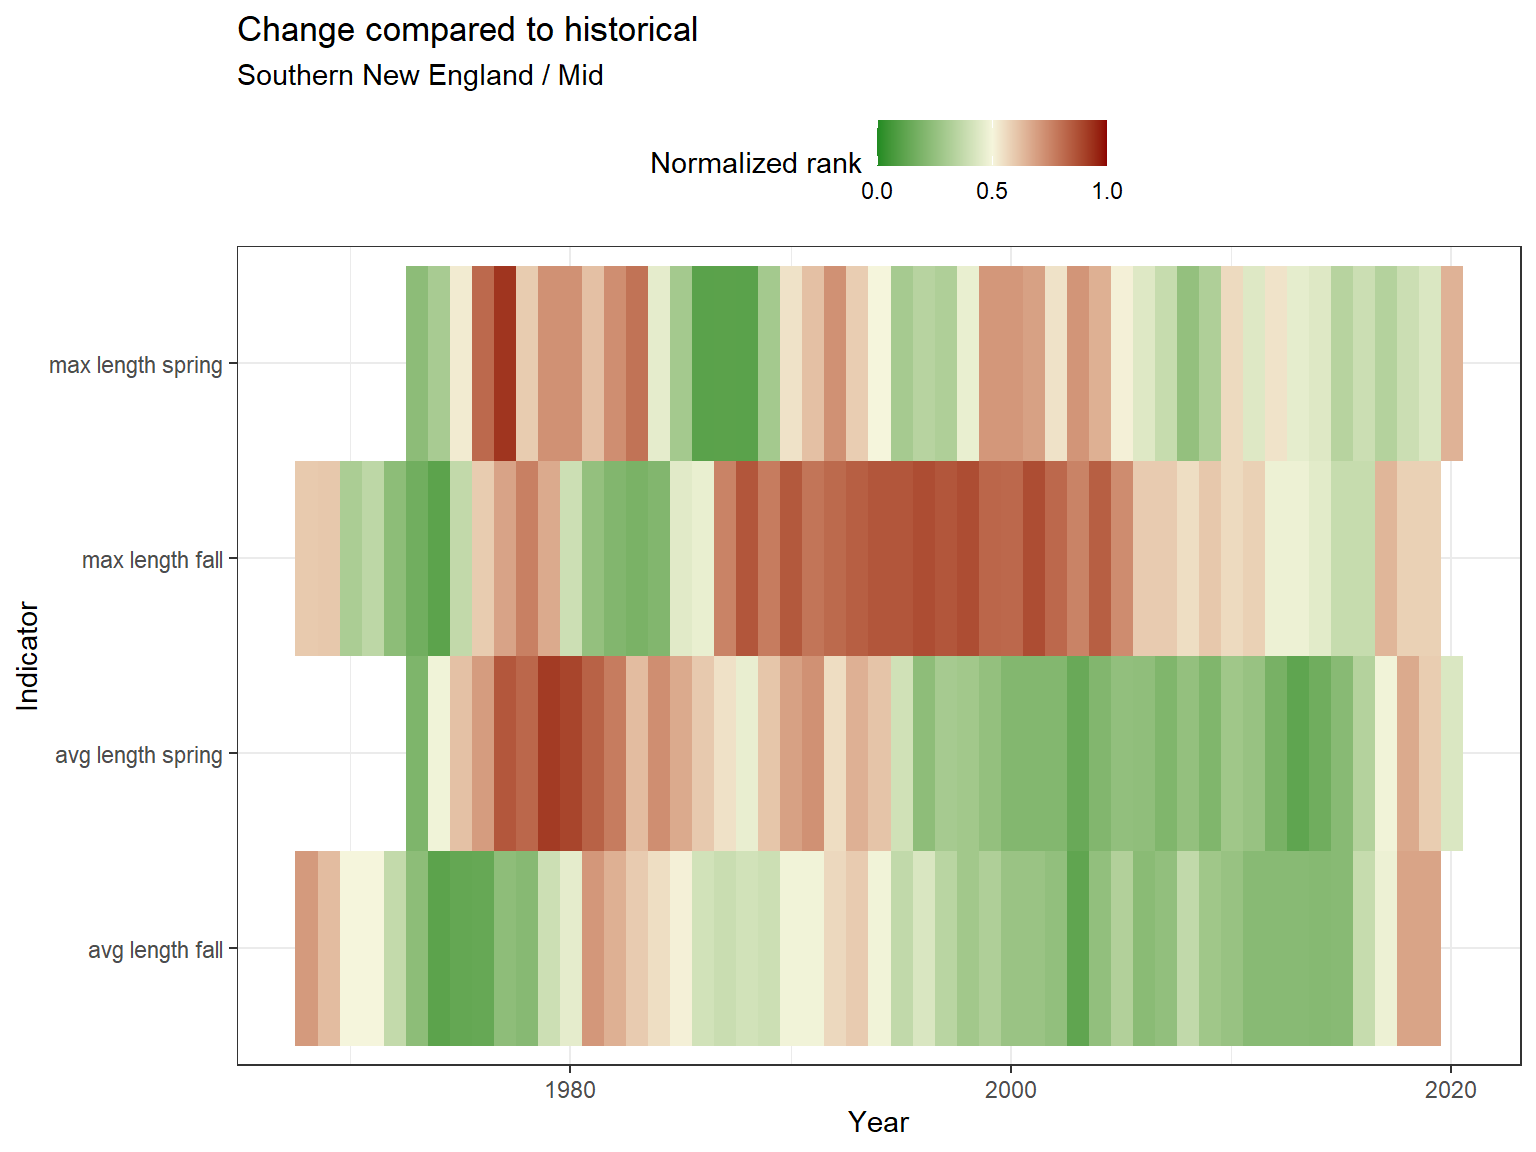 Change compared to historical
Southern New England / Mid
Normalized rank
0.0 0.5 1.0
Indicator
max length spring
max length fall
avg length spring
avg length fall
1980 2000 2020
Year